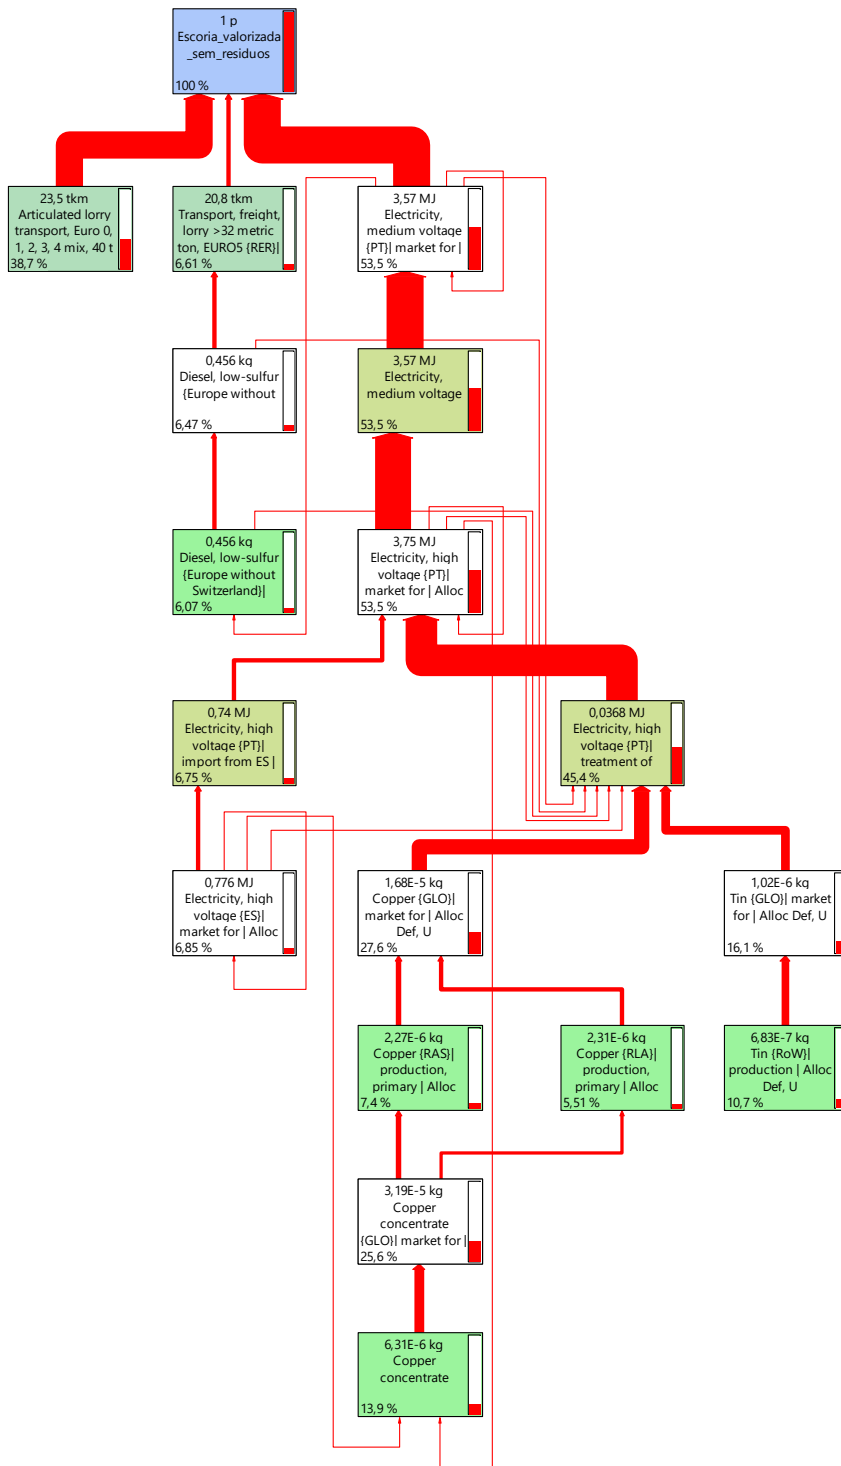 1 p
Escoria_valorizada
_sem_residuos
100 %
23,5 tkm
Articulated lorry
transport, Euro 0,
1, 2, 3, 4 mix, 40 t
38,7 %
20,8 tkm
Transport, freight,
lorry >32 metric
ton, EURO5 {RER}|
6,61 %
3,57 MJ
Electricity,
medium voltage
{PT}| market for |
53,5 %
0,456 kg
Diesel, low-sulfur
{Europe without
6,47 %
3,57 MJ
Electricity,
medium voltage
53,5 %
0,456 kg
Diesel, low-sulfur
{Europe without
Switzerland}|
6,07 %
3,75 MJ
Electricity, high
voltage {PT}|
market for | Alloc
53,5 %
0,74 MJ
Electricity, high
voltage {PT}|
import from ES |
6,75 %
0,0368 MJ
Electricity, high
voltage {PT}|
treatment of
45,4 %
0,776 MJ
Electricity, high
voltage {ES}|
market for | Alloc
6,85 %
1,68E-5 kg
Copper {GLO}|
market for | Alloc
Def, U
27,6 %
1,02E-6 kg
Tin {GLO}| market
for | Alloc Def, U
16,1 %
2,27E-6 kg
Copper {RAS}|
production,
primary | Alloc
7,4 %
2,31E-6 kg
Copper {RLA}|
production,
primary | Alloc
5,51 %
6,83E-7 kg
Tin {RoW}|
production | Alloc
Def, U
10,7 %
3,19E-5 kg
Copper
concentrate
{GLO}| market for |
25,6 %
6,31E-6 kg
Copper
concentrate
13,9 %